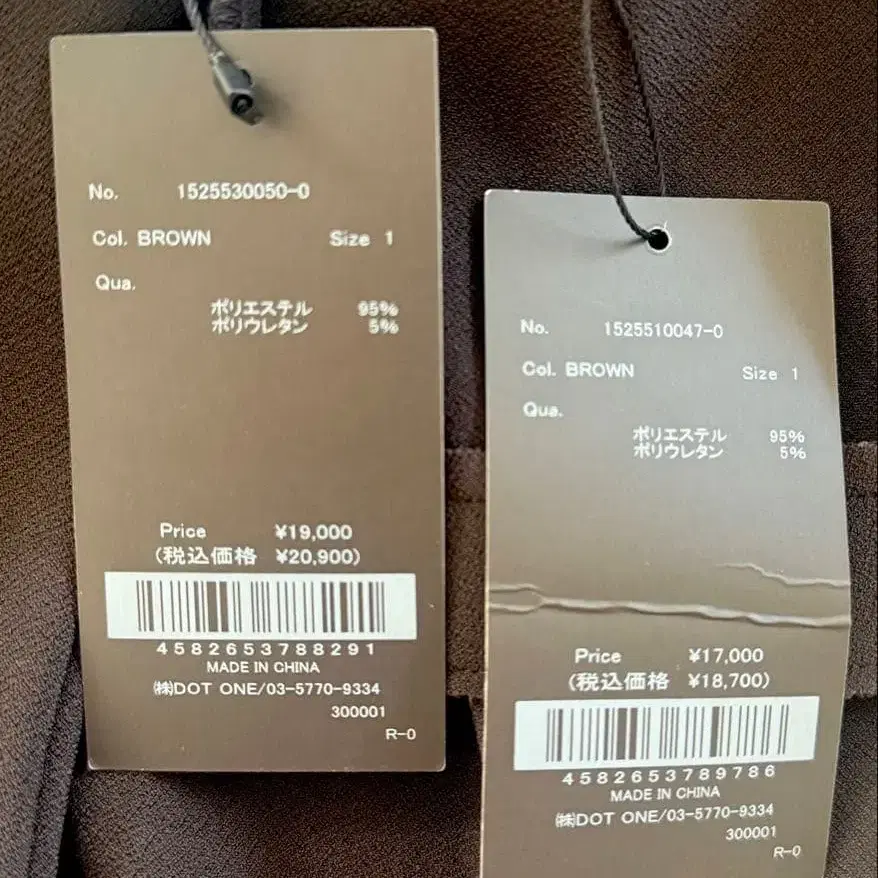 No. 1525530050-0
Col. BROWN Size 1
Qua.
ポリエステル 95%
ポリウレタン 5%
Price ¥19,000
(税込価格 ¥20,900)
4582653788291
MADE IN CHINA
㈱DOT ONE/03-5770-9334
300001
R-0
No. 1525510047-0
Col. BROWN Size 1
Qua.
ポリエステル 95%
ポリウレタン 5%
Price ¥17,000
(税込価格 ¥18,700)
4582653789786
MADE IN CHINA
㈱DOT ONE/03-5770-9334
300001
R-0